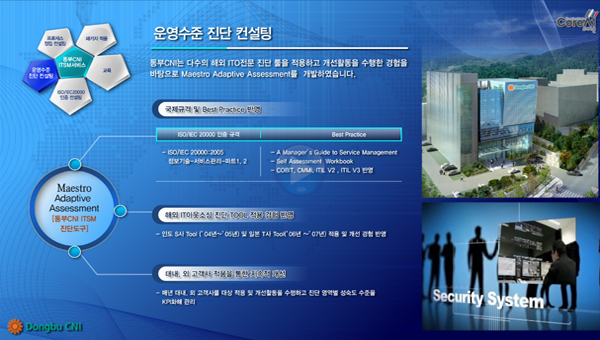 운영수준 진단 컨설팅
동부CNI는 다수의 해외 ITO전문 진단 툴을 적용하고 개선활동을 수행한 경험을
바탕으로 Maestro Adaptive Assessment를 개발하였습니다.
프로세스
정립 컨설팅
패키지 적용
동부CNI
ITSM서비스
운영수준
진단 컨설팅
교육
ISO/IEC20000
인증 컨설팅
국제규격 및 Best Practice 반영
ISO/IEC 20000 인증 규격
Best Practice
– ISO/IEC 20000:2005
정보기술-서비스관리-파트1, 2
– A Manager's Guide to Service Management
– Self Assessment Workbook
– COBIT, CMMI, ITIL V2 , ITIL V3 반영
Maestro
Adaptive
Assessment
[동부CNI ITSM
진단도구]
해외 IT아웃소싱 진단 TOOL 적용 경험 반영
– 인도 S사 Tool ('04년~'05년) 및 일본 T사 Tool('06년 ~'07년) 적용 및 개선 경험 반영
대내, 외 고객사 적용을 통한
개선
– 매년 대내, 외 고객사를 대상 적용 및 개선활동을 수행하고 진단 영역별 성숙도 수준을
KPI화해 관리
Security System
Dongbu CNI